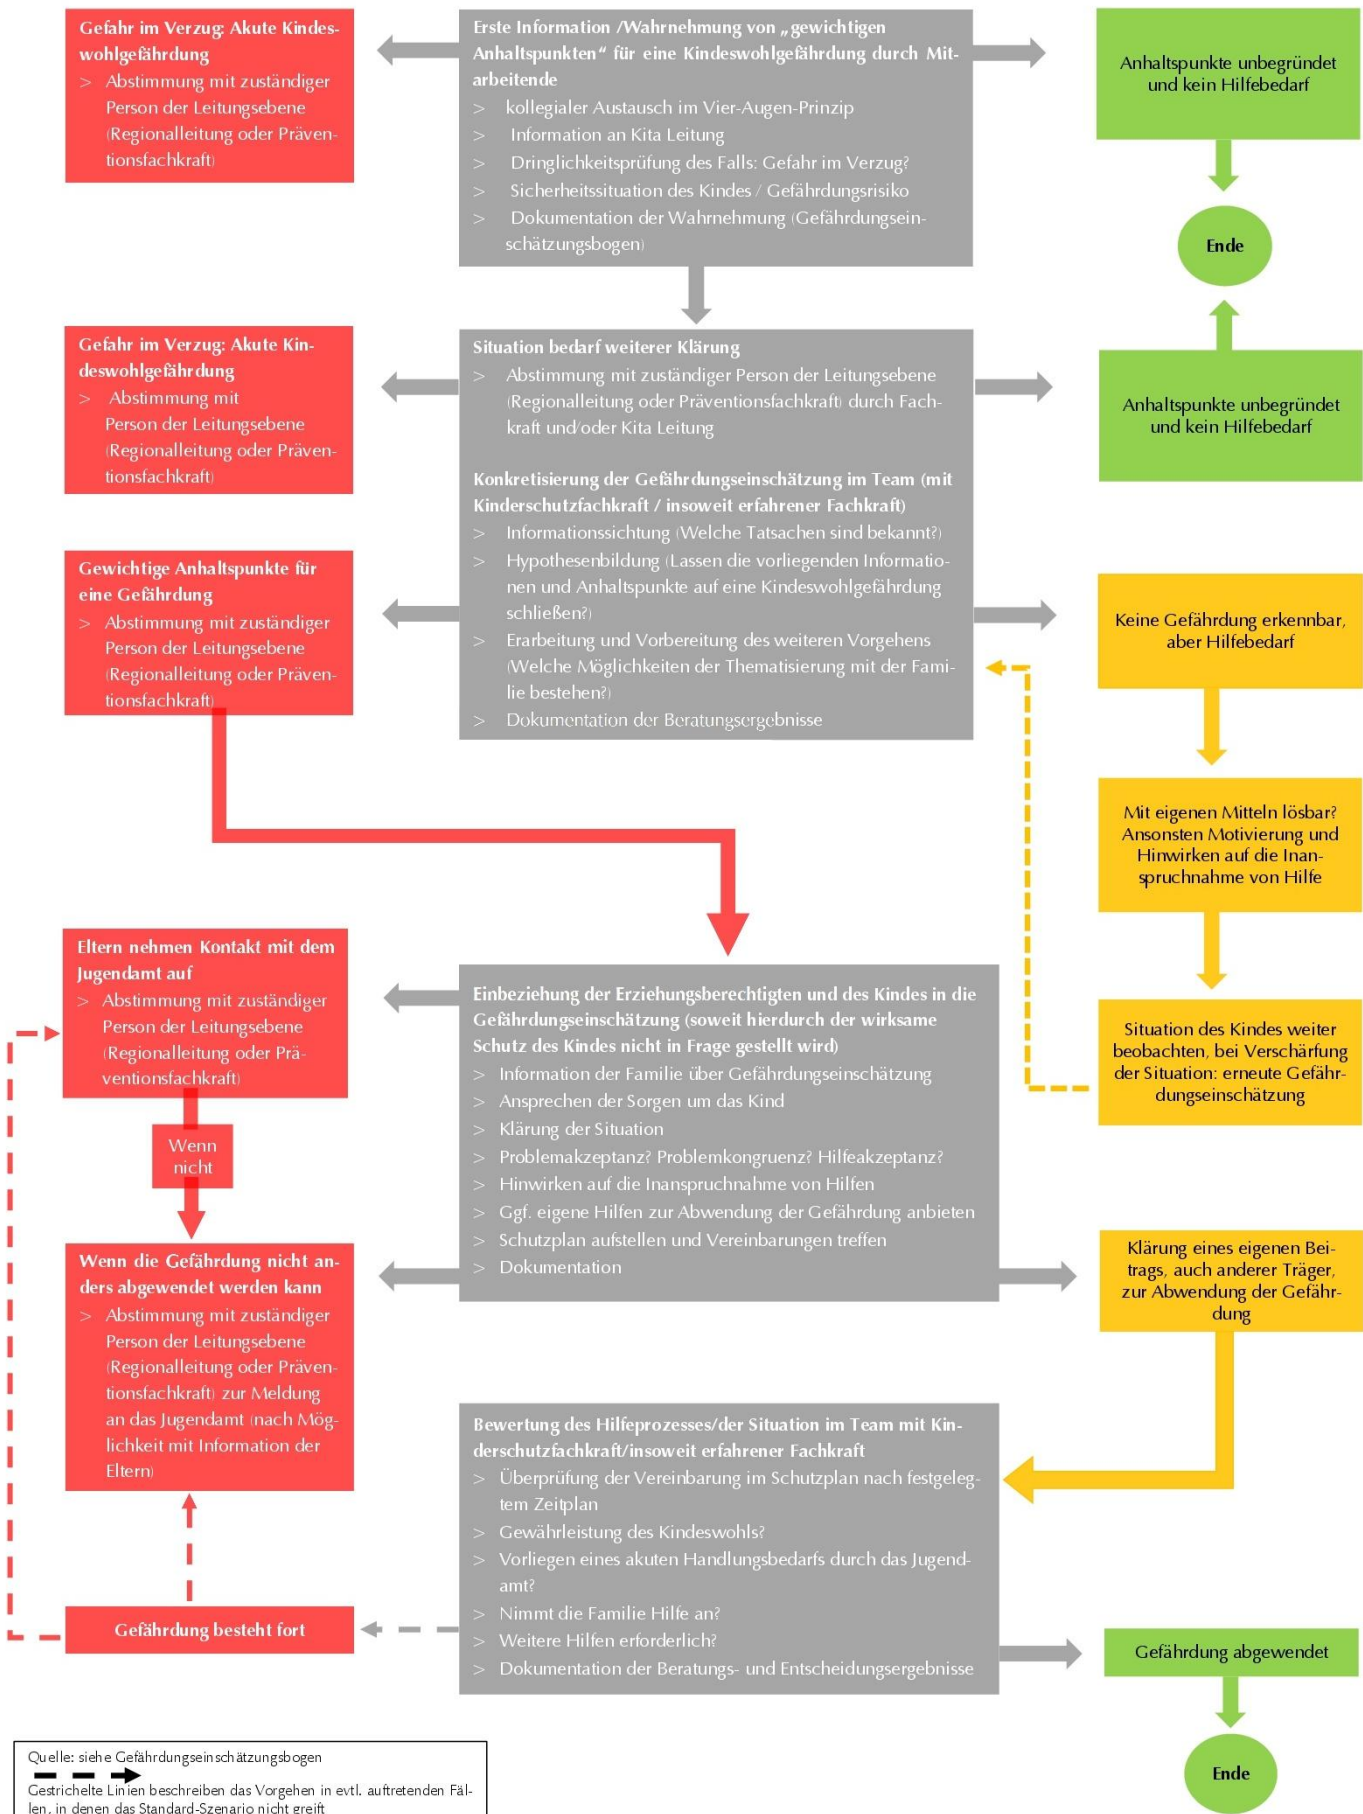 Gefahr im Verzug: Akute Kindes-
wohlgefährdung
> Abstimmung mit zuständiger
Person der Leitungsebene
(Regionalleitung oder Präven-
tionsfachkraft)
Erste Information /Wahrnehmung von „gewichtigen
Anhaltspunkten“ für eine Kindeswohlgefährdung durch Mit-
arbeitende
> kollegialer Austausch im Vier-Augen-Prinzip
> Information an Kita Leitung
> Dringlichkeitsprüfung des Falls: Gefahr im Verzug?
> Sicherheitssituation des Kindes / Gefährdungsrisiko
> Dokumentation der Wahrnehmung (Gefährdungsein-
schätzungsbogen)
Anhaltspunkte unbegründet
und kein Hilfebedarf
Ende
Gefahr im Verzug: Akute Kin-
deswohlgefährdung
> Abstimmung mit
Person der Leitungsebene
(Regionalleitung oder Präven-
tionsfachkraft)
Situation bedarf weiterer Klärung
> Abstimmung mit zuständiger Person der Leitungsebene
(Regionalleitung oder Präventionsfachkraft) durch Fach-
kraft und/oder Kita Leitung
Konkretisierung der Gefährdungseinschätzung im Team (mit
Kinderschutzfachkraft / insoweit erfahrener Fachkraft)
> Informationssichtung (Welche Tatsachen sind bekannt?)
> Hypothesenbildung (Lassen die vorliegenden Informatio-
nen und Anhaltspunkte auf eine Kindeswohlgefährdung
schließen?)
> Erarbeitung und Vorbereitung des weiteren Vorgehens
(Welche Möglichkeiten der Thematisierung mit der Fami-
lie bestehen?)
> Dokumentation der Beratungsergebnisse
Anhaltspunkte unbegründet
und kein Hilfebedarf
Gewichtige Anhaltspunkte für
eine Gefährdung
> Abstimmung mit zuständiger
Person der Leitungsebene
(Regionalleitung oder Präven-
tionsfachkraft)
Keine Gefährdung erkennbar,
aber Hilfebedarf
Mit eigenen Mitteln lösbar?
Ansonsten Motivierung und
Hinwirken auf die Inan-
spruchnahme von Hilfe
Situation des Kindes weiter
beobachten, bei Verschärfung
der Situation: erneute Gefähr-
dungseinschätzung
Eltern nehmen Kontakt mit dem
Jugendamt auf
> Abstimmung mit zuständiger
Person der Leitungsebene
(Regionalleitung oder Prä-
ventionsfachkraft)
Wenn
nicht
Einbeziehung der Erziehungsberechtigten und des Kindes in die
Gefährdungseinschätzung (soweit hierdurch der wirksame
Schutz des Kindes nicht in Frage gestellt wird)
> Information der Familie über Gefährdungseinschätzung
> Ansprechen der Sorgen um das Kind
> Klärung der Situation
> Problemakzeptanz? Problemkongruenz? Hilfeakzeptanz?
> Hinwirken auf die Inanspruchnahme von Hilfen
> Ggf. eigene Hilfen zur Abwendung der Gefährdung anbieten
> Schutzplan aufstellen und Vereinbarungen treffen
> Dokumentation
Wenn die Gefährdung nicht an-
ders abgewendet werden kann
> Abstimmung mit zuständiger
Person der Leitungsebene
(Regionalleitung oder Präven-
tionsfachkraft) zur Meldung
an das Jugendamt (nach Mög-
lichkeit mit Information der
Eltern)
Klärung eines eigenen Bei-
trags, auch anderer Träger,
zur Abwendung der Gefähr-
dung
Bewertung des Hilfeprozesses/der Situation im Team mit Kin-
derschutzfachkraft/insoweit erfahrener Fachkraft
> Überprüfung der Vereinbarung im Schutzplan nach festgeleg-
tem Zeitplan
> Gewährleistung des Kindeswohls?
> Vorliegen eines akuten Handlungsbedarfs durch das Jugend-
amt?
> Nimmt die Familie Hilfe an?
> Weitere Hilfen erforderlich?
> Dokumentation der Beratungs- und Entscheidungsergebnisse
Gefährdung besteht fort
Gefährdung abgewendet
Ende
Quelle: siehe Gefährdungseinschätzungsbogen
Gestrichelte Linien beschreiben das Vorgehen in evtl. auftretenden Fäl-
len, in denen das Standard-Szenario nicht greift